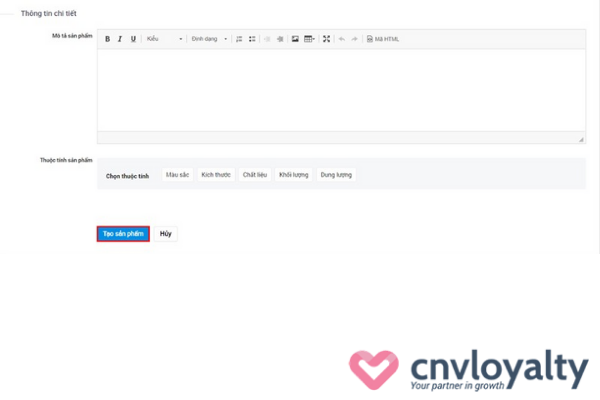 Thông tin chi tiết
Mô tả sản phẩm
B I U Kiểu Định dạng Mã HTML
Thuộc tính sản phẩm
Chọn thuộc tính Màu sắc Kích thước Chất liệu Khối lượng Dung lượng
Tạo sản phẩm Hủy
cnvloyalty
Your partner in growth